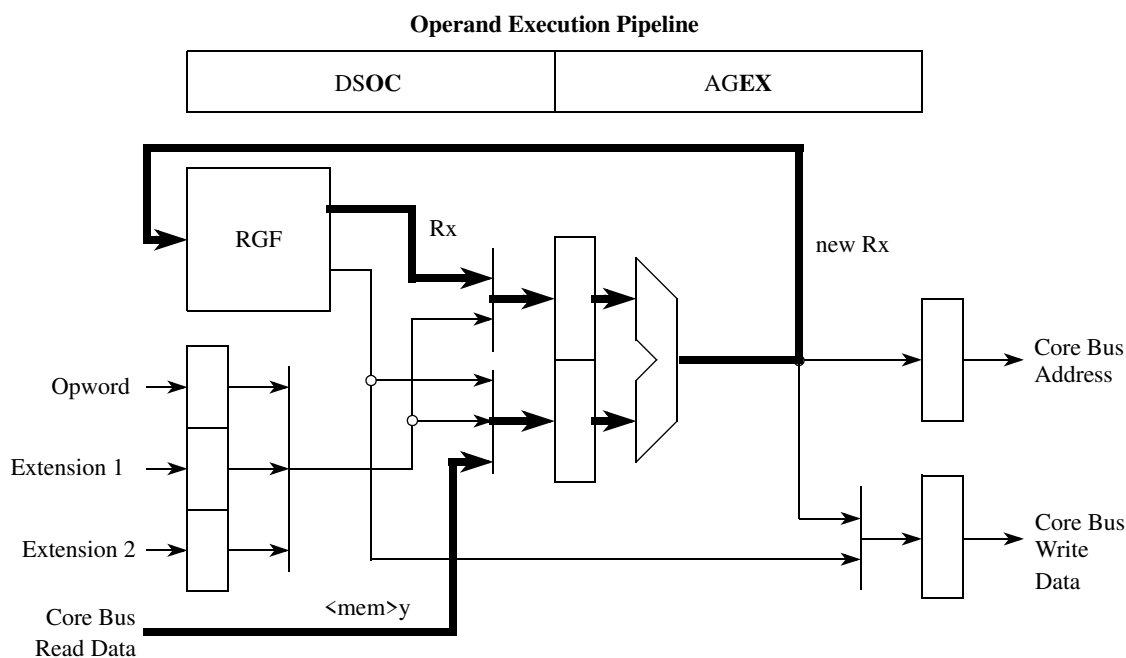 Operand Execution Pipeline
DSOC
AGEX
RGF
Rx
new Rx
Core Bus
Address
Opword
Extension 1
Extension 2
Core Bus
Write
Data
<mem>y
Core Bus
Read Data